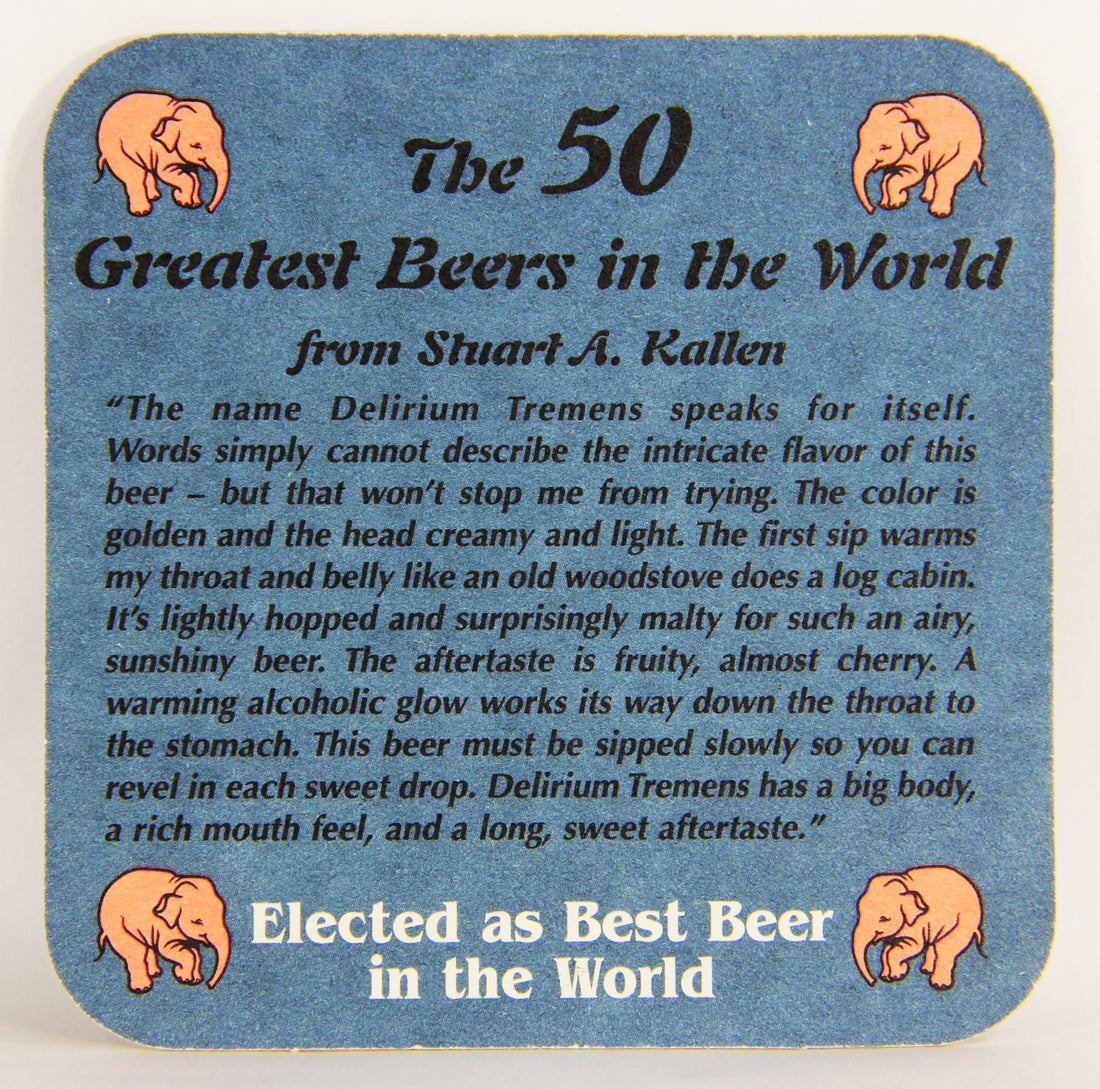 The 50
Greatest Beers in the World
from Stuart A. Kallen
“The name Delirium Tremens speaks for itself.
Words simply cannot describe the intricate flavor of this
beer – but that won’t stop me from trying. The color is
golden and the head creamy and light. The first sip warms
my throat and belly like an old woodstove does a log cabin.
It’s lightly hopped and surprisingly malty for such an airy,
sunshiny beer. The aftertaste is fruity, almost cherry. A
warming alcoholic glow works its way down the throat to
the stomach. This beer must be sipped slowly so you can
revel in each sweet drop. Delirium Tremens has a big body,
a rich mouth feel, and a long, sweet aftertaste.”
Elected as Best Beer
in the World